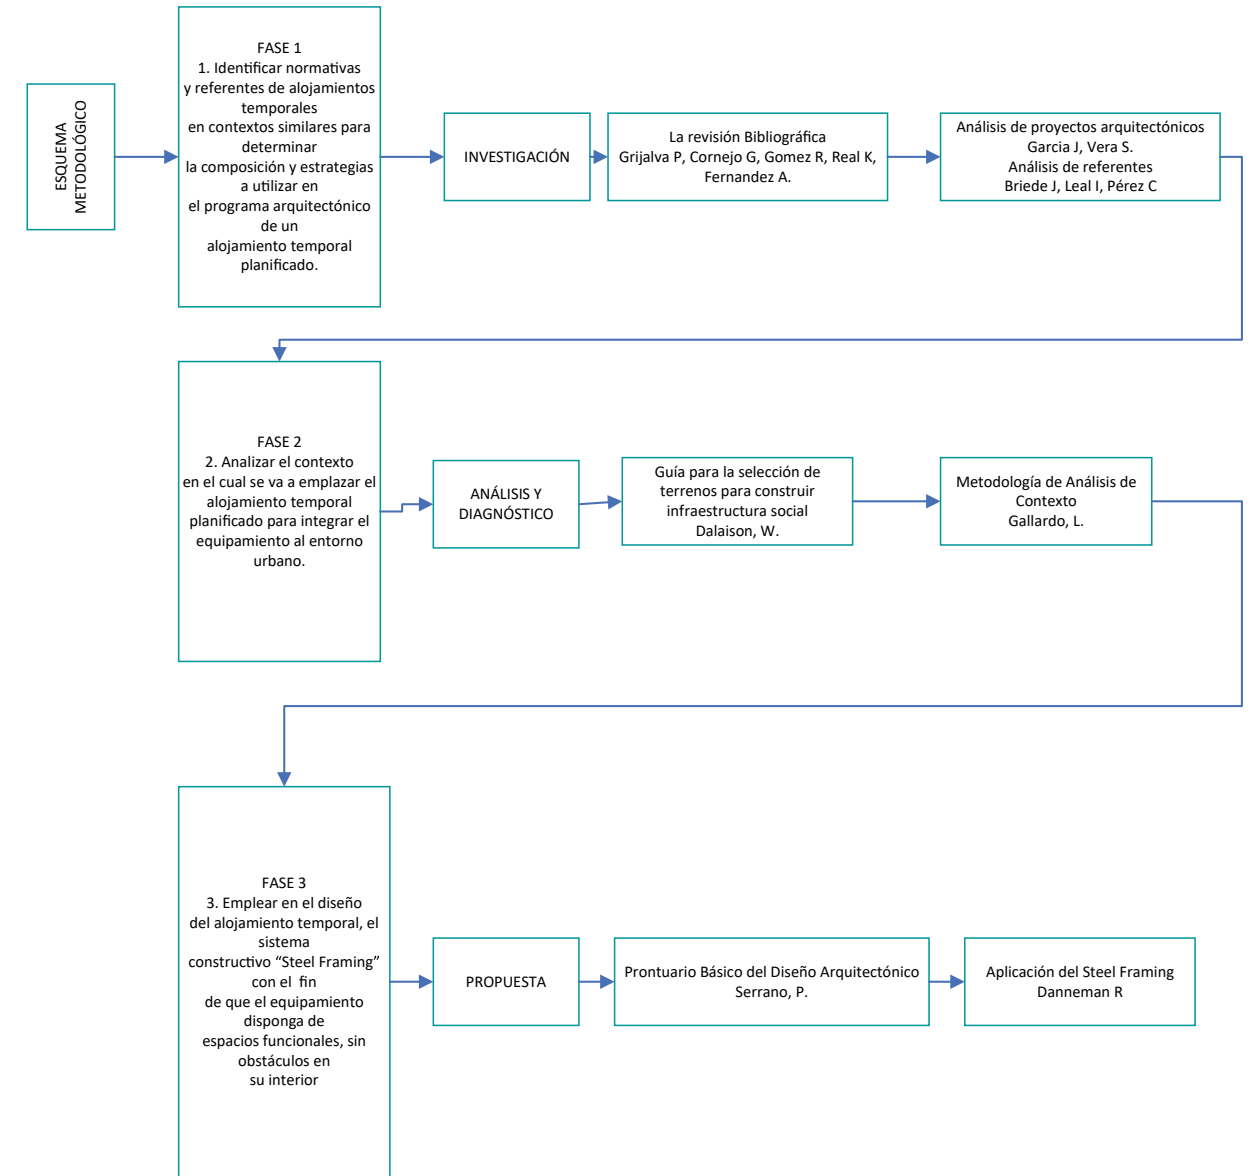 ESQUEMA
METODOLÓGICO
FASE 1
1. Identificar normativas
y referentes de alojamientos
temporales
en contextos similares para
determinar
la composición y estrategias
a utilizar en
el programa arquitectónico
de un
alojamiento temporal
planificado.
INVESTIGACIÓN
La revisión Bibliográfica
Grijalva P, Cornejo G, Gomez R, Real K,
Fernandez A.
Análisis de proyectos arquitectónicos
Garcia J, Vera S.
Análisis de referentes
Briede J, Leal I, Pérez C
FASE 2
2. Analizar el contexto
en el cual se va a emplazar el
alojamiento temporal
planificado para integrar el
equipamiento al entorno
urbano.
ANÁLISIS Y
DIAGNÓSTICO
Guía para la selección de
terrenos para construir
infraestructura social
Dalaison, W.
Metodología de Análisis de
Contexto
Gallardo, L.
FASE 3
3. Emplear en el diseño
del alojamiento temporal, el
sistema
constructivo “Steel Framing”
con el fin
de que el equipamiento
disponga de
espacios funcionales, sin
obstáculos en
su interior
PROPUESTA
Prontuario Básico del Diseño Arquitectónico
Serrano, P.
Aplicación del Steel Framing
Danneman R